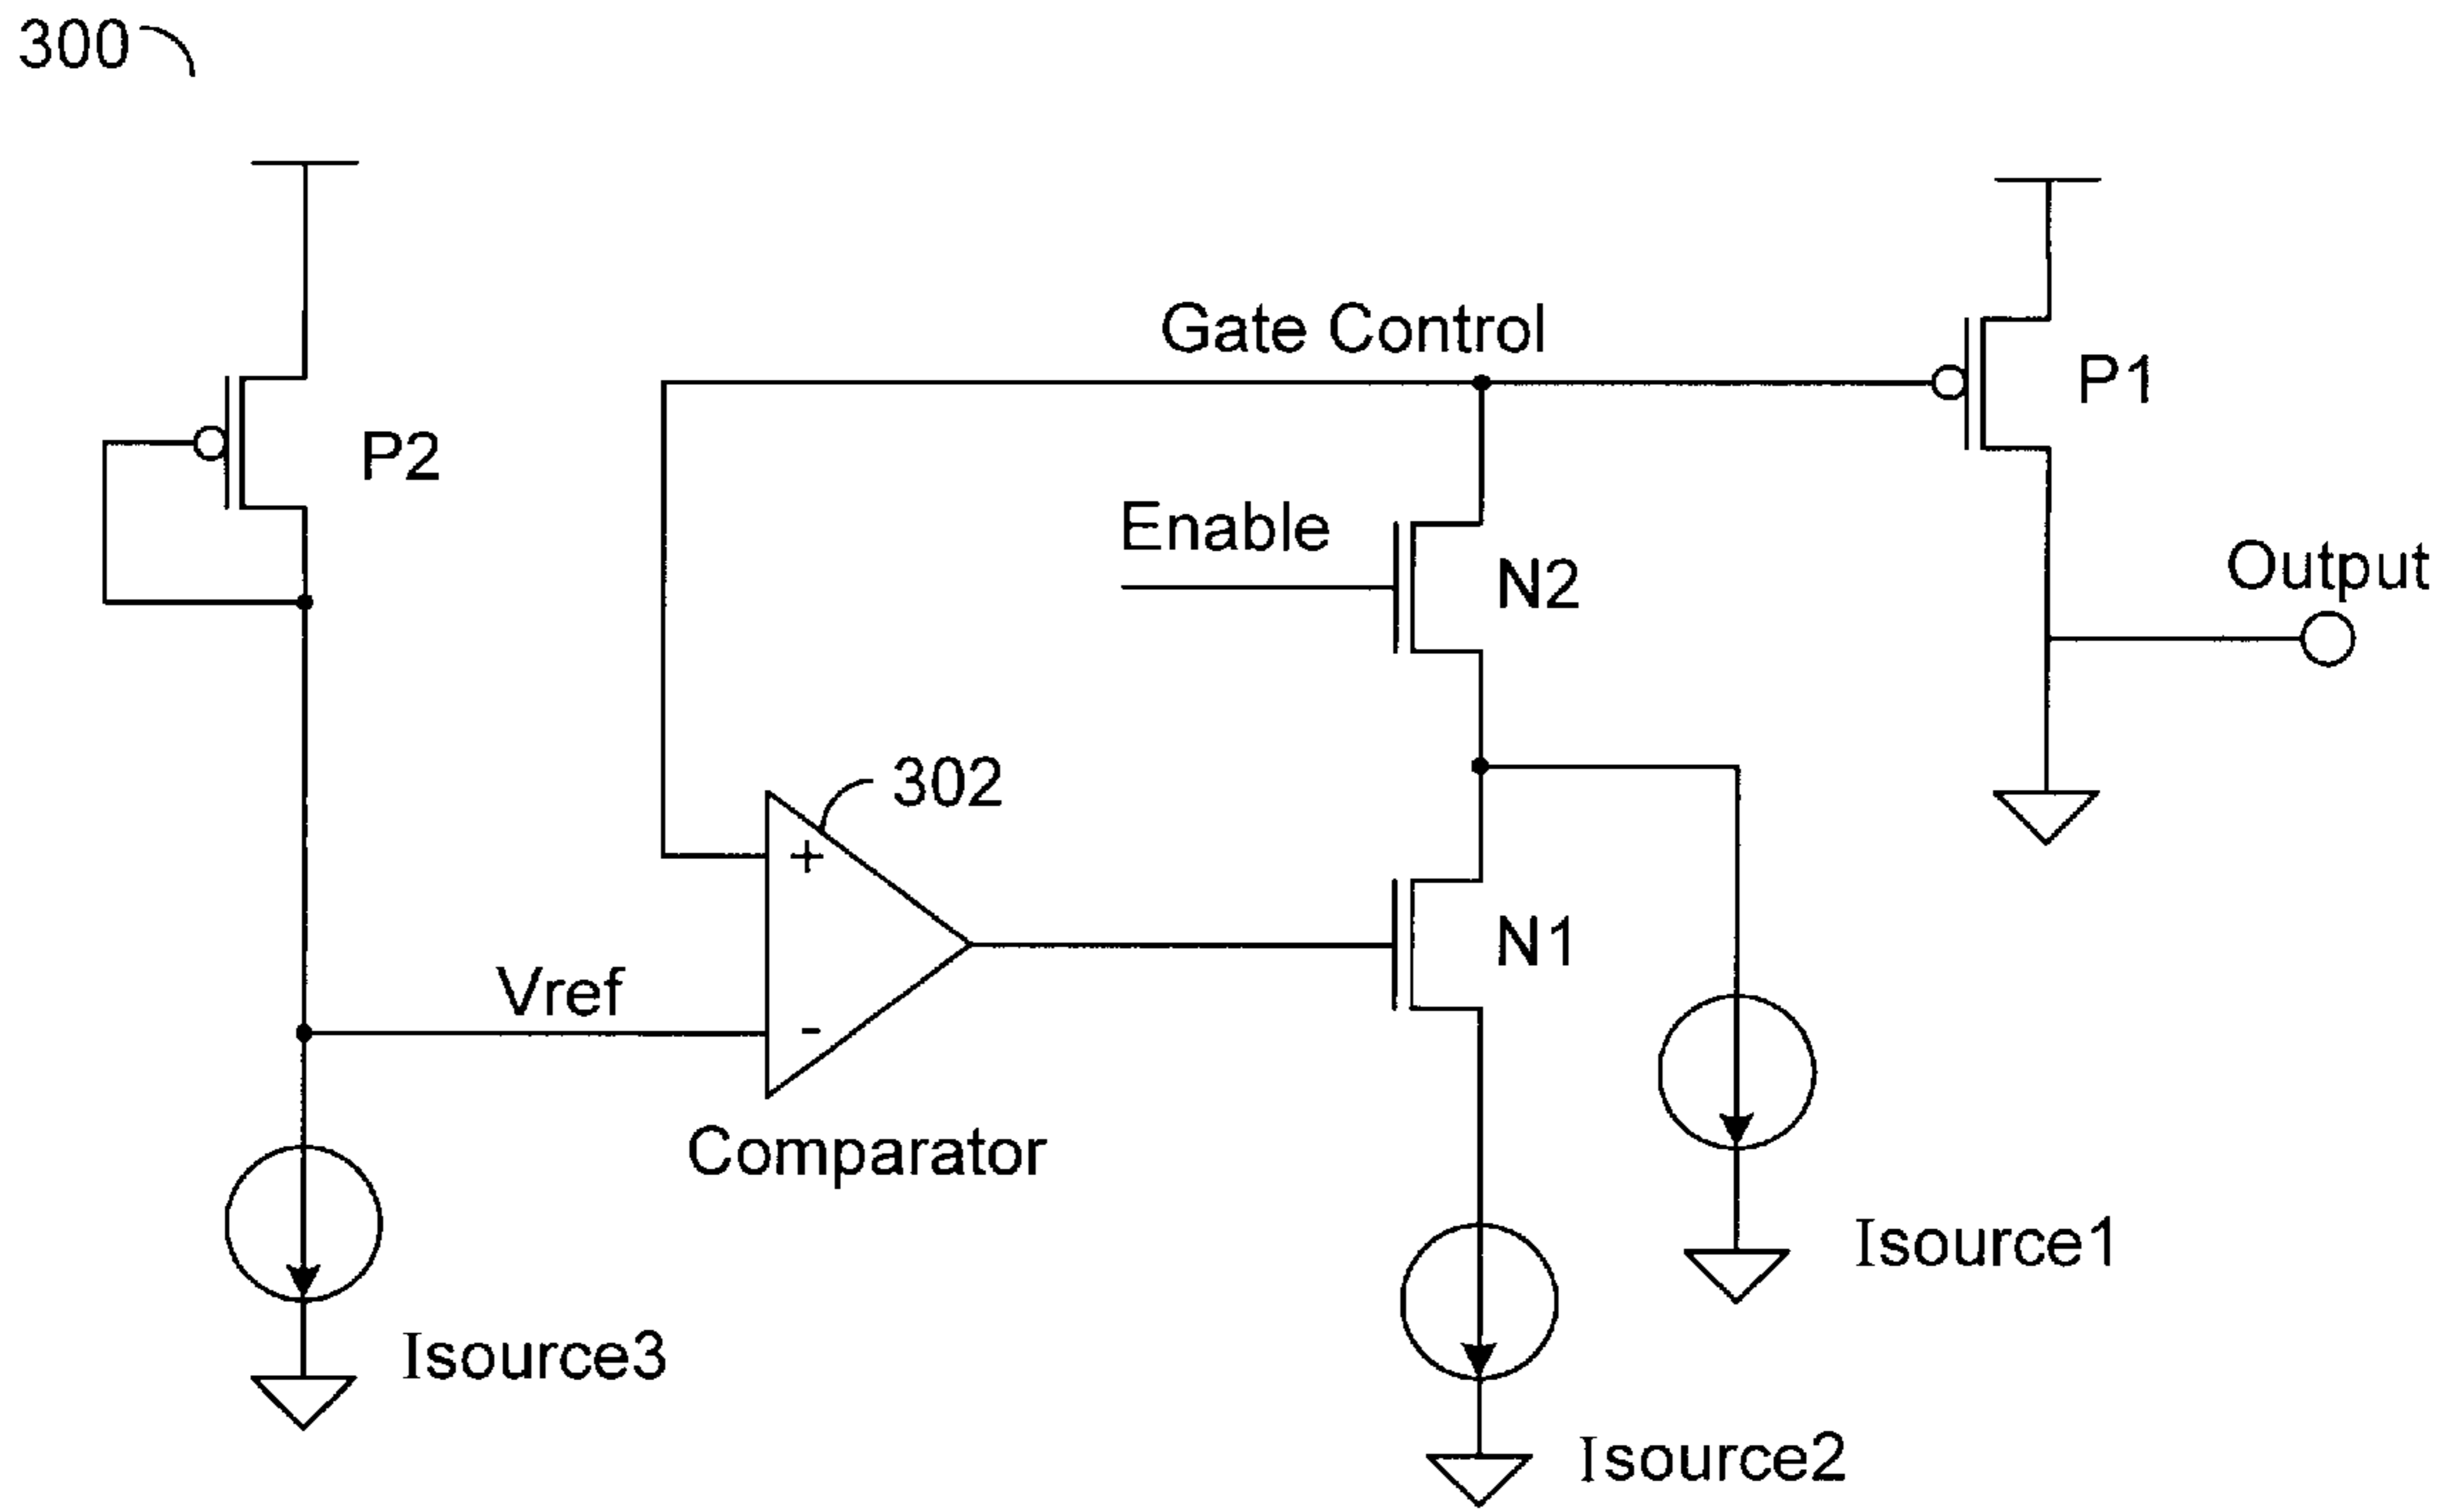 300
Gate Control
P1
P2
Enable
N2
Output
302
+
N1
Vref
-
Comparator
Isource1
Isource3
Isource2